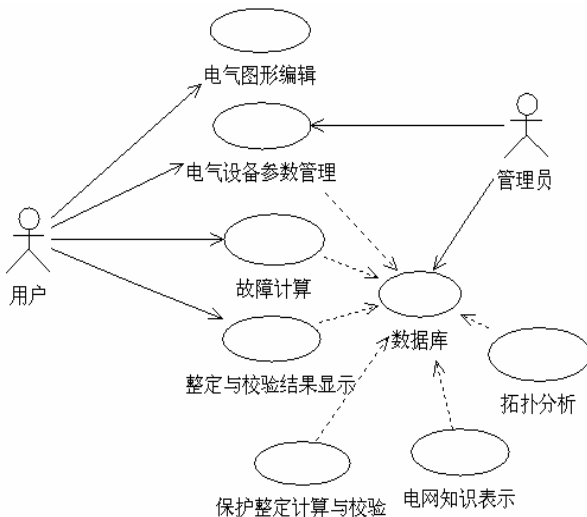 电气图形编辑
电气设备参数管理
管理员
用户
故障计算
数据库
整定与校验结果显示
拓扑分析
保护整定计算与校验
电网知识表示